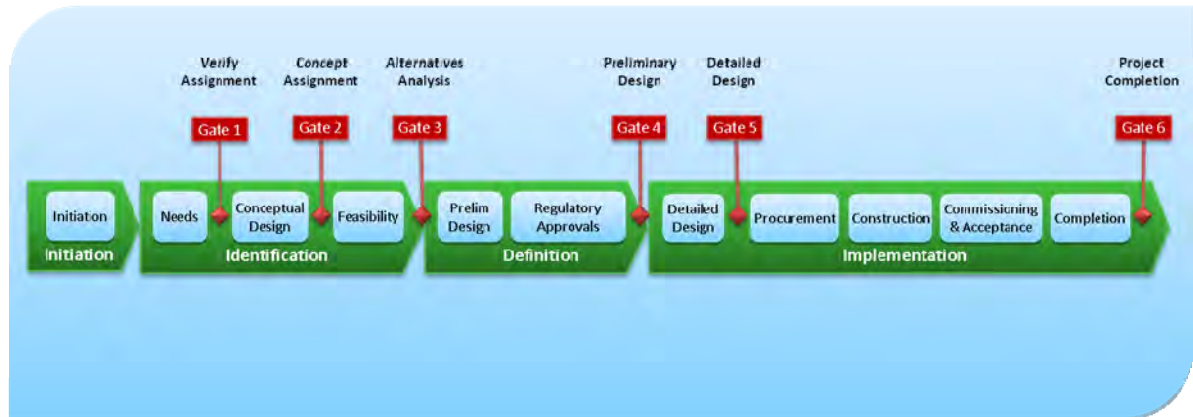 Verify
Assignment
Concept
Assignment
Alternatives
Analysis
Preliminary
Design
Detailed
Design
Project
Completion
Gate 1
Gate 2
Gate 3
Gate 4
Gate 5
Gate 6
Initiation
Needs
Conceptual
Design
Feasibility
Prelim
Design
Regulatory
Approvals
Detailed
Design
Procurement
Construction
Commissioning
& Acceptance
Completion
Initiation
Identification
Definition
Implementation